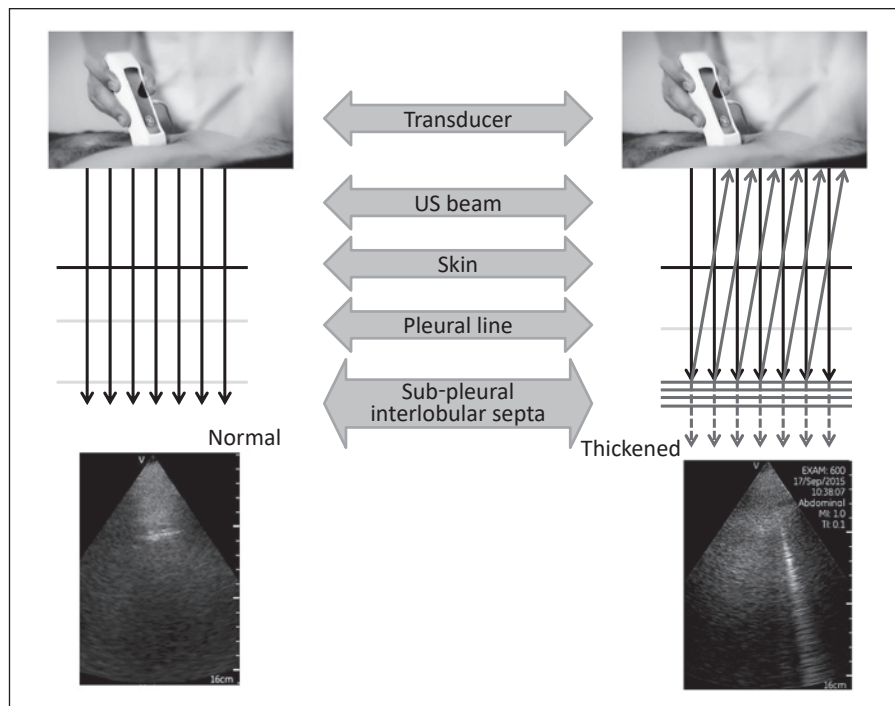 Transducer
US beam
Skin
Pleural line
Sub-pleural
interlobular septa
Normal
Thickened
V
16cm
V
EXAM: 600
17/Sep/2015
10:38:07
Abdominal
MI: 1.0
TI: 0.1
16cm